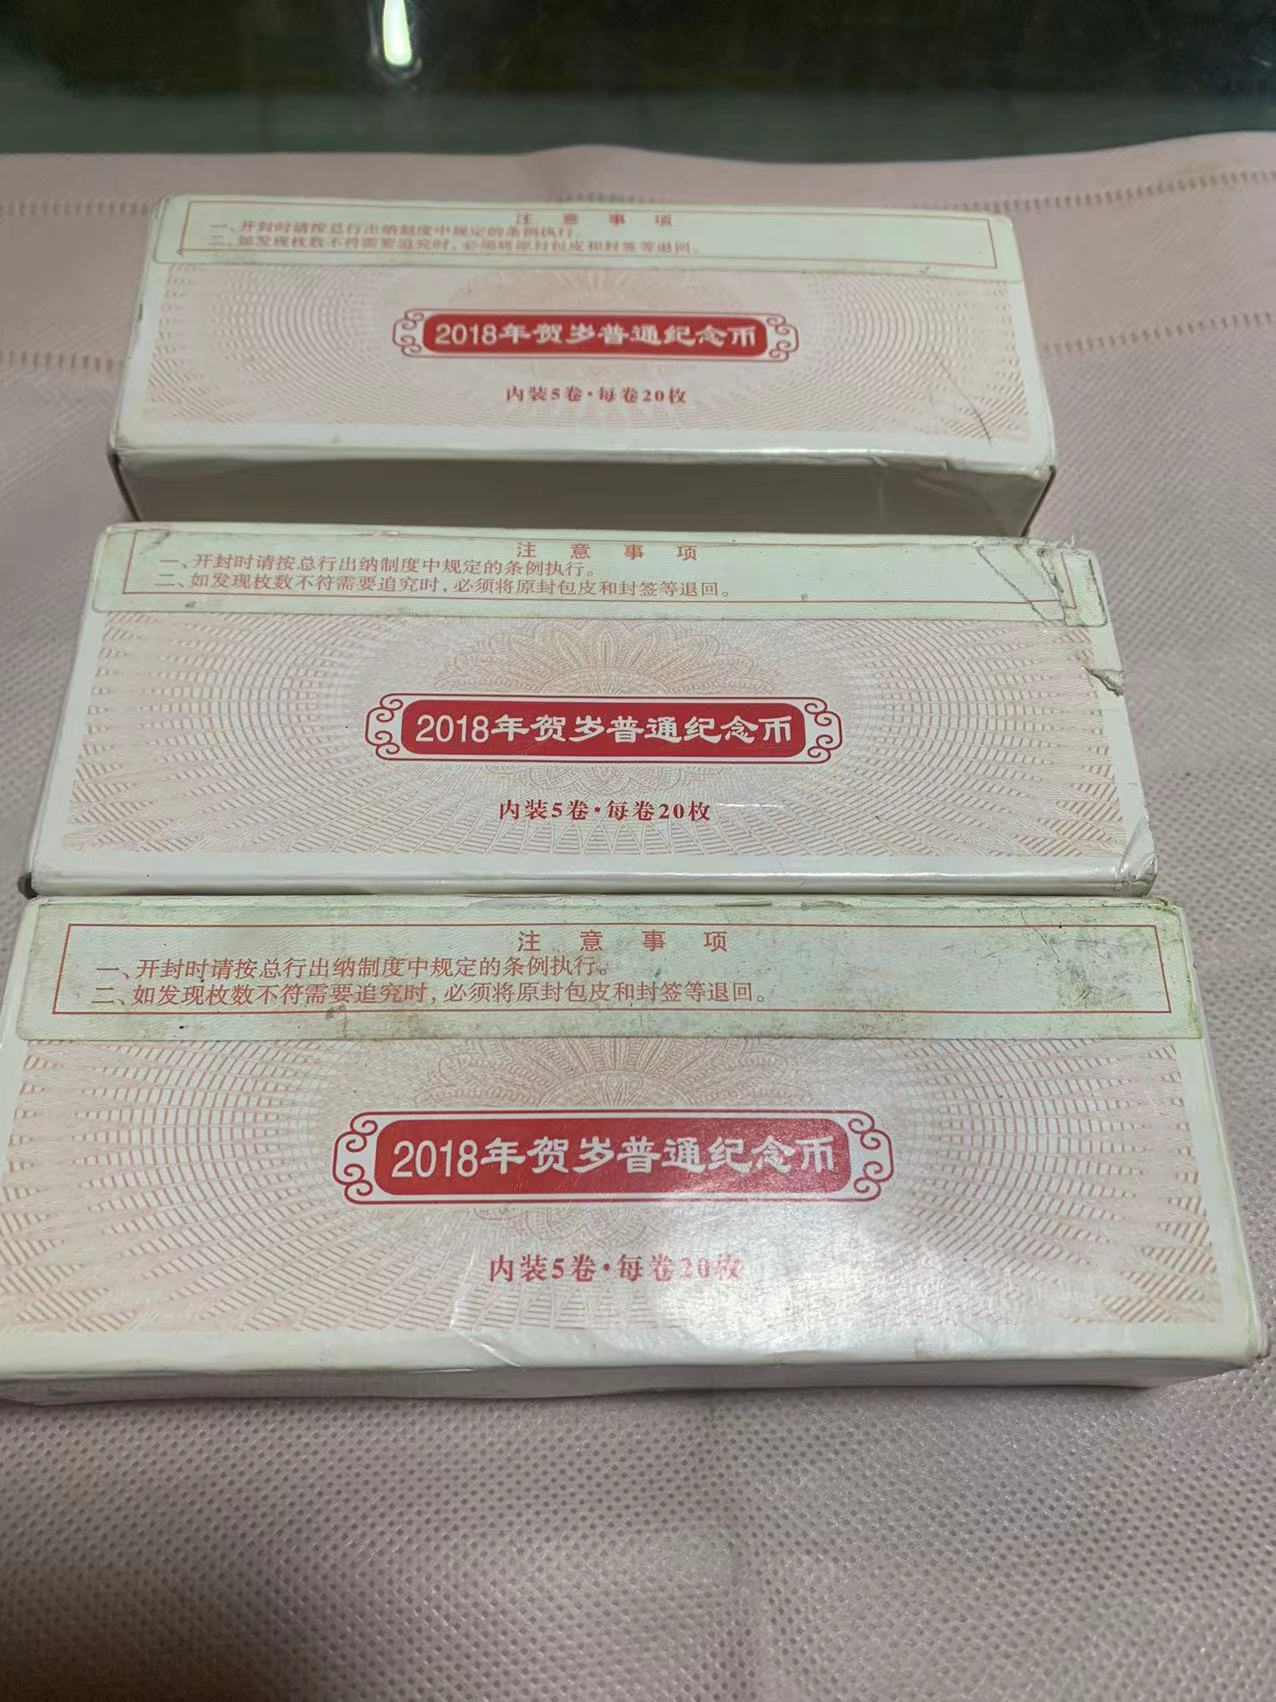 注意事项
一、开封时请按总行出纳制度中规定的条例执行。
二、如发现枚数不符需要追究时,必须将原封包皮和封签等退回。
2018年贺岁普通纪念币
内装5卷·每卷20枚
注意事项
一、开封时请按总行出纳制度中规定的条例执行。
二、如发现枚数不符需要追究时,必须将原封包皮和封签等退回。
2018年贺岁普通纪念币
内装5卷·每卷20枚
注意事项
一、开封时请按总行出纳制度中规定的条例执行。
二、如发现枚数不符需要追究时,必须将原封包皮和封签等退回。
2018年贺岁普通纪念币
内装5卷·每卷20枚